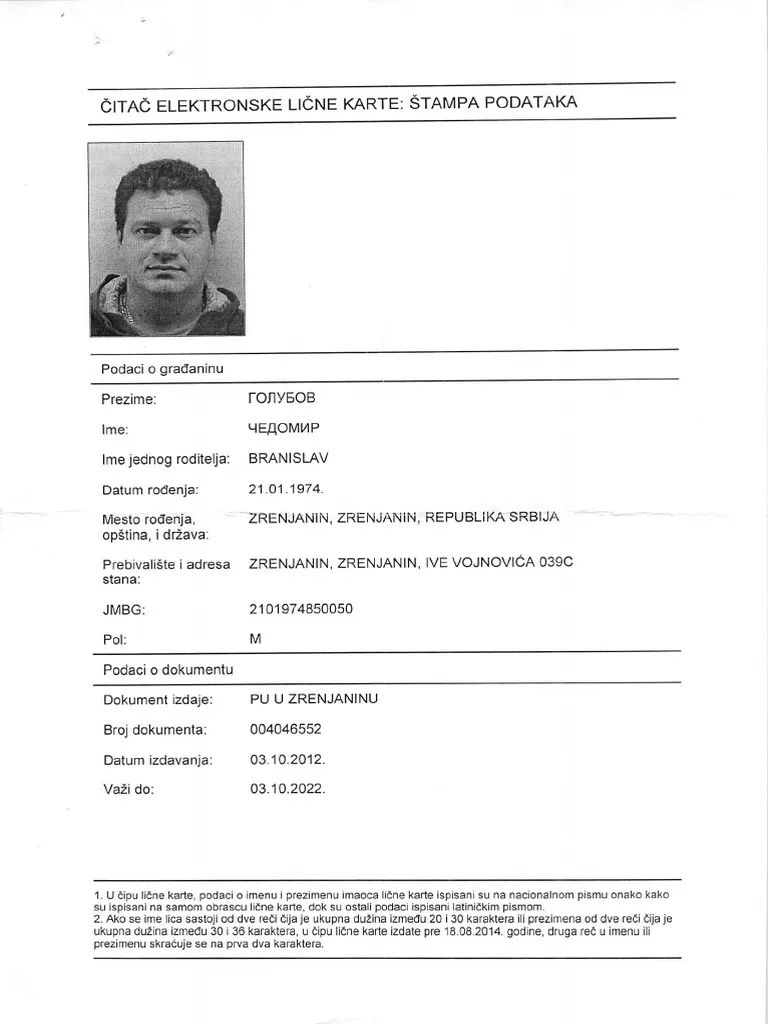 ČITAČ ELEKTRONSKE LIČNE KARTE: ŠTAMPA PODATAKA
Podaci o građaninu
Prezime: ГОЛУБОВ
Ime: ЧЕДОМИР
Ime jednog roditelja: BRANISLAV
Datum rođenja: 21.01.1974.
Mesto rođenja, ZRENJANIN, ZRENJANIN, REPUBLIKA SRBIJA
opština, i država:
Prebivalište i adresa ZRENJANIN, ZRENJANIN, IVE VOJNOVIĆA 039C
stana:
JMBG: 2101974850050
Pol: M
Podaci o dokumentu
Dokument izdaje: PU U ZRENJANINU
Broj dokumenta: 004046552
Datum izdavanja: 03.10.2012.
Važi do: 03.10.2022.
1. U čipu lične karte, podaci o imenu i prezimenu imaoca lične karte ispisani su na nacionalnom pismu onako kako
su ispisani na samom obrascu lične karte, dok su ostali podaci ispisani latiničkim pismom.
2. Ako se ime lica sastoji od dve reči čija je ukupna dužina između 20 i 30 karaktera ili prezimena od dve reči čija je
ukupna dužina između 30 i 36 karaktera, u čipu lične karte izdate pre 18.08.2014. godine, druga reč u imenu ili
prezimenu skraćuje se na prva dva karaktera.